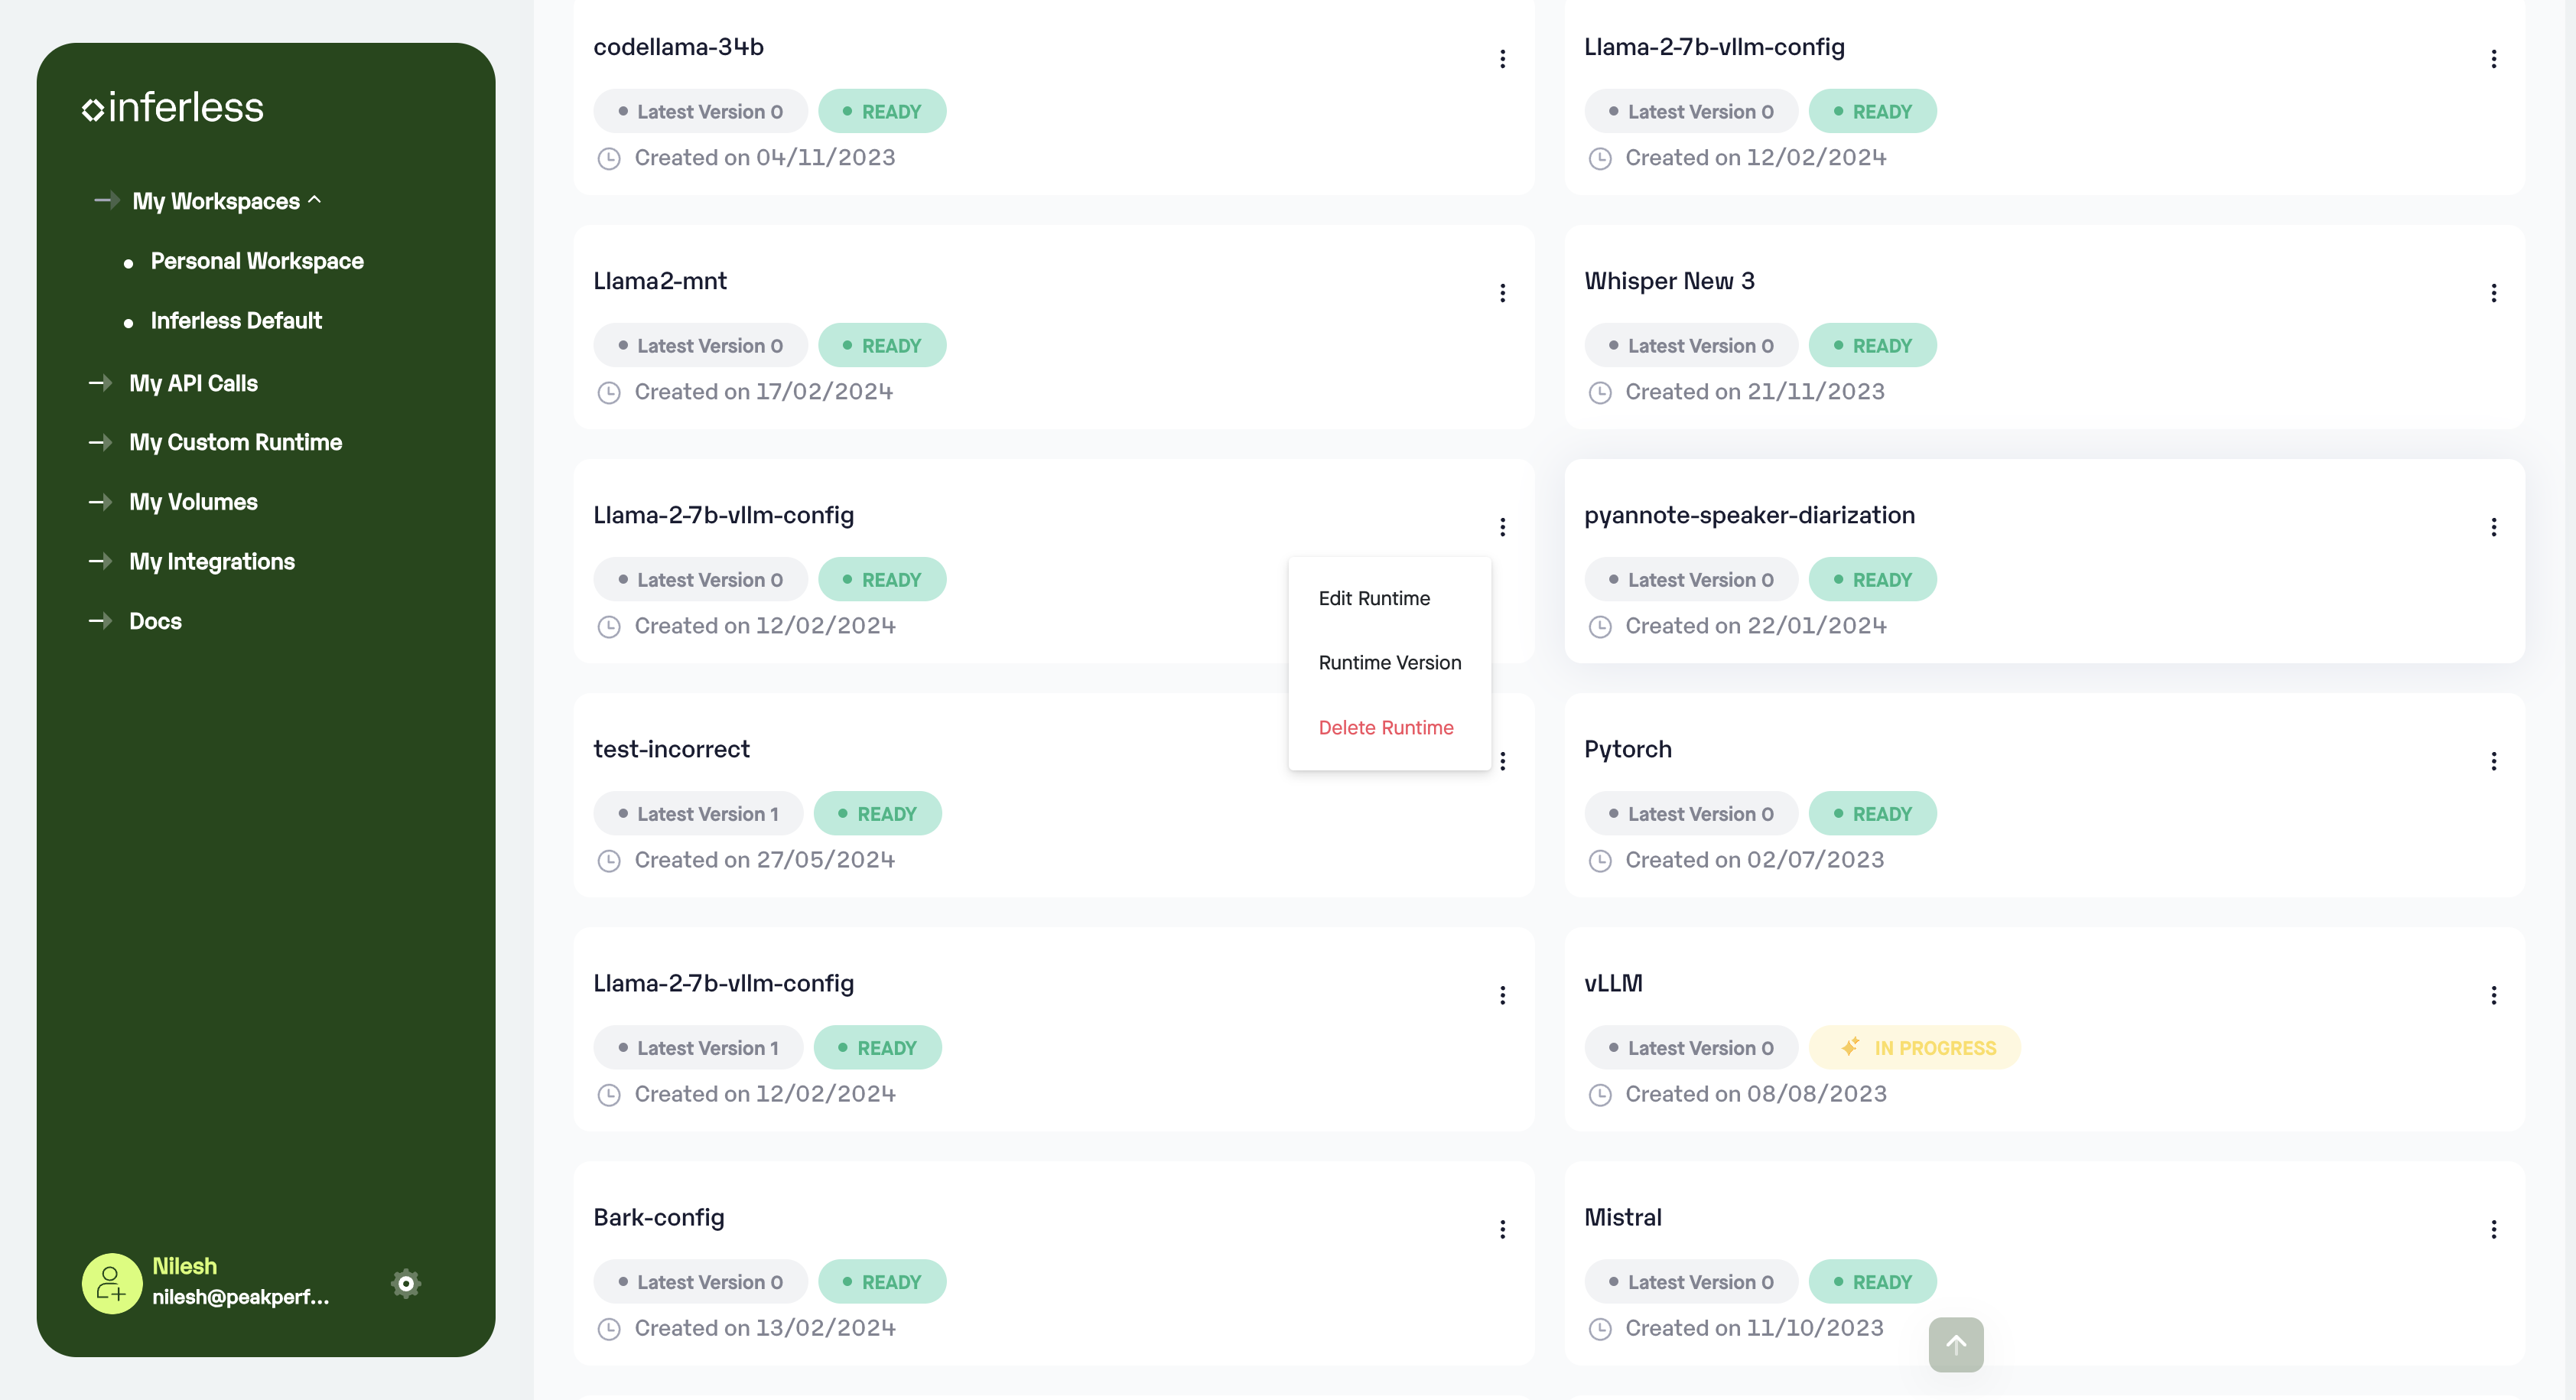 inferless
My Workspaces
Personal Workspace
Inferless Default
My API Calls
My Custom Runtime
My Volumes
My Integrations
Docs
Nilesh
nilesh@peakperf...
codellama-34b
Latest Version 0
READY
Created on 04/11/2023
Llama-2-7b-vllm-config
Latest Version 0
READY
Created on 12/02/2024
Llama2-mnt
Latest Version 0
READY
Created on 17/02/2024
Whisper New 3
Latest Version 0
READY
Created on 21/11/2023
Llama-2-7b-vllm-config
Latest Version 0
READY
Created on 12/02/2024
Edit Runtime
Runtime Version
Delete Runtime
pyannote-speaker-diarization
Latest Version 0
READY
Created on 22/01/2024
test-incorrect
Latest Version 1
READY
Created on 27/05/2024
Pytorch
Latest Version 0
READY
Created on 02/07/2023
Llama-2-7b-vllm-config
Latest Version 1
READY
Created on 12/02/2024
vLLM
Latest Version 0
IN PROGRESS
Created on 08/08/2023
Bark-config
Latest Version 0
READY
Created on 13/02/2024
Mistral
Latest Version 0
READY
Created on 11/10/2023